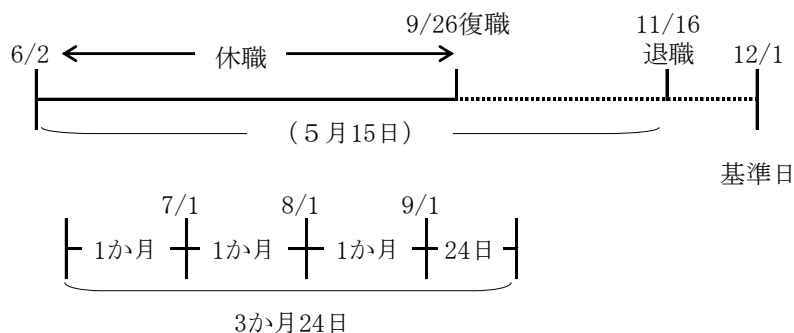 9/26復職 11/16
6/2 休職 退職 12/1
(５月15日)
基準日
7/1 8/1 9/1
1か月 1か月 1か月 24日
3か月24日